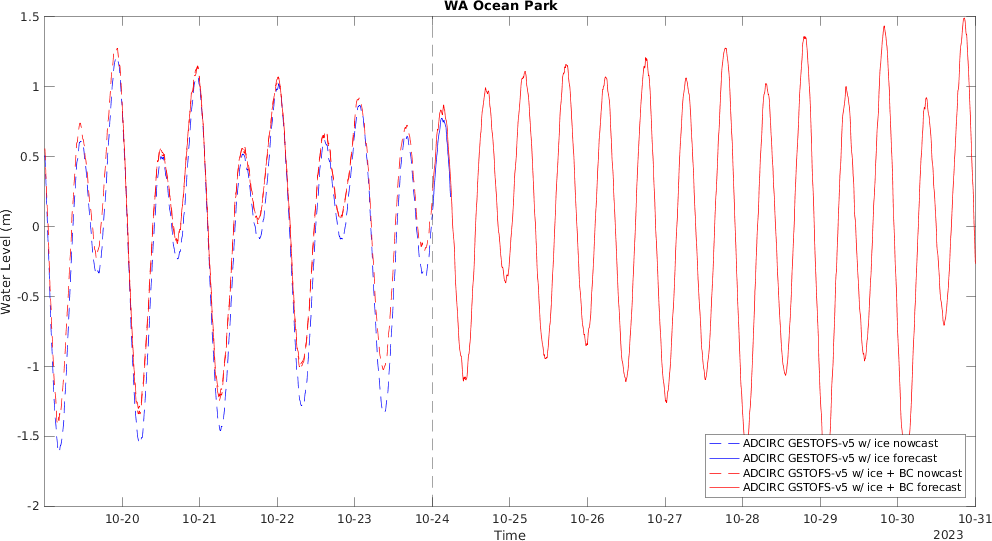 WA Ocean Park
Water Level (m)
1.5
1
0.5
0
-0.5
-1
-1.5
-2
10-20 10-21 10-22 10-23 10-24 10-25 10-26 10-27 10-28 10-29 10-30 10-31
Time
2023
ADCIRC GESTOFS-v5 w/ ice nowcast
ADCIRC GESTOFS-v5 w/ ice forecast
ADCIRC GSTOFS-v5 w/ ice + BC nowcast
ADCIRC GSTOFS-v5 w/ ice + BC forecast